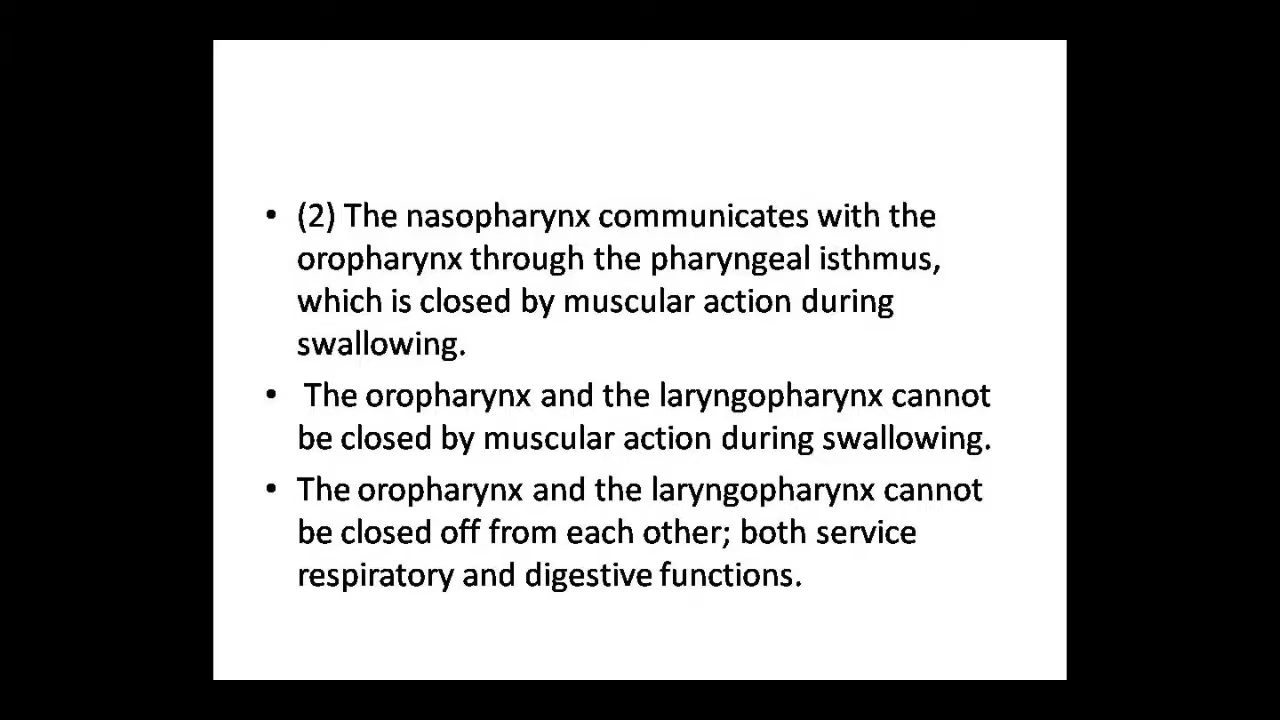 • (2) The nasopharynx communicates with the
oropharynx through the pharyngeal isthmus,
which is closed by muscular action during
swallowing.
• The oropharynx and the laryngopharynx cannot
be closed by muscular action during swallowing.
• The oropharynx and the laryngopharynx cannot
be closed off from each other; both service
respiratory and digestive functions.